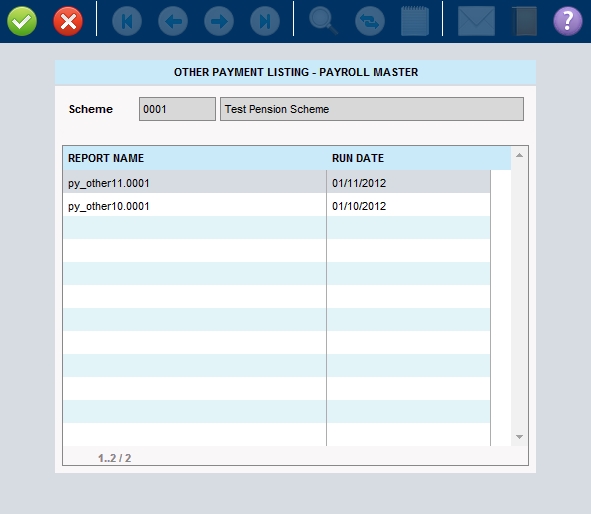 ?
OTHER PAYMENT LISTING - PAYROLL MASTER
Scheme 0001 Test Pension Scheme
REPORT NAME RUN DATE
py_other11.0001 01/11/2012
py_other10.0001 01/10/2012
1..2 / 2